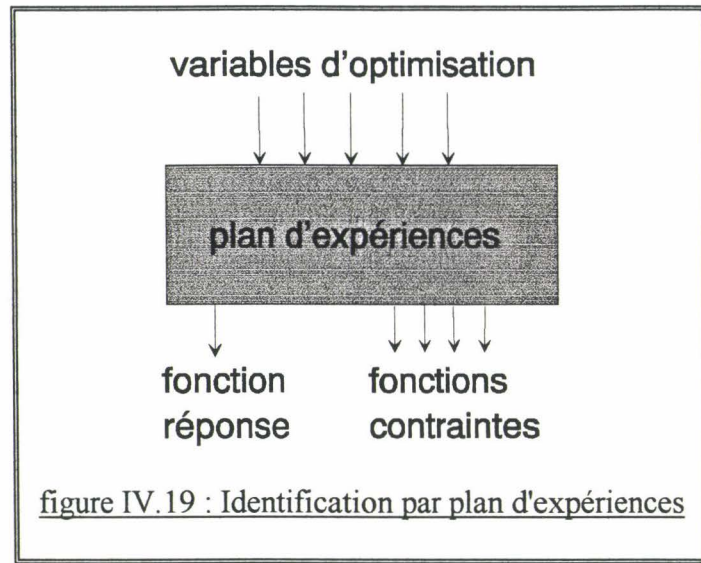 variables d'optimisation
plan d'expériences
fonction
réponse
fonctions
contraintes
figure IV.19 : Identification par plan d'expériences